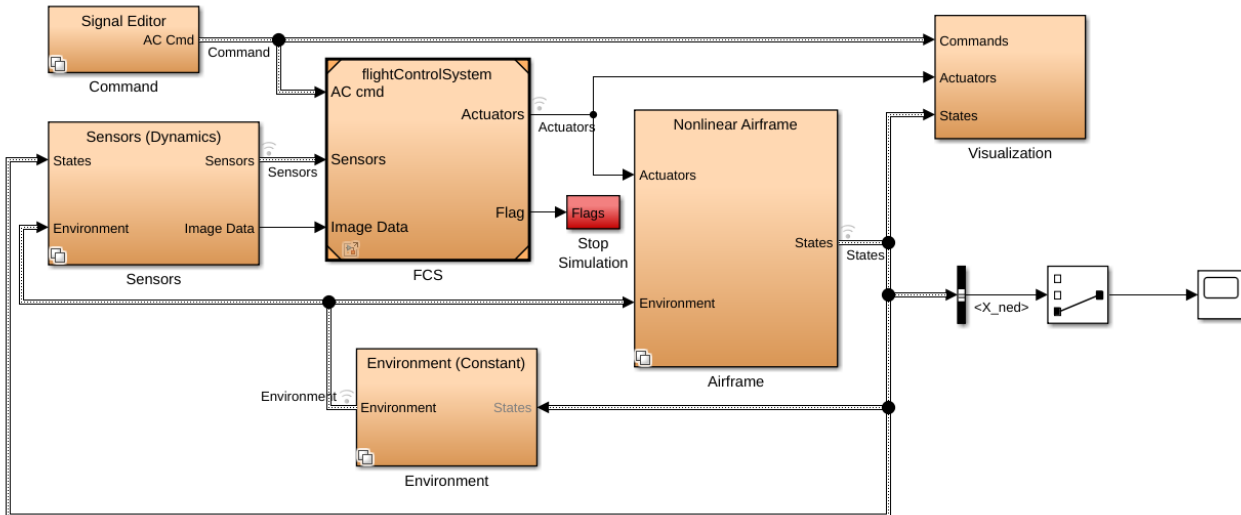 Signal Editor
AC Cmd
Command
Command
flightControlSystem
AC cmd
Actuators
Sensors
Flag
Image Data
FCS
Actuators
Sensors (Dynamics)
States
Sensors
Environment
Image Data
Sensors
Sensors
Flags
Stop
Simulation
Nonlinear Airframe
Actuators
States
Environment
Airframe
States
Commands
Actuators
States
Visualization
<X_ned>
Environment (Constant)
Environment
States
Environment
Environment